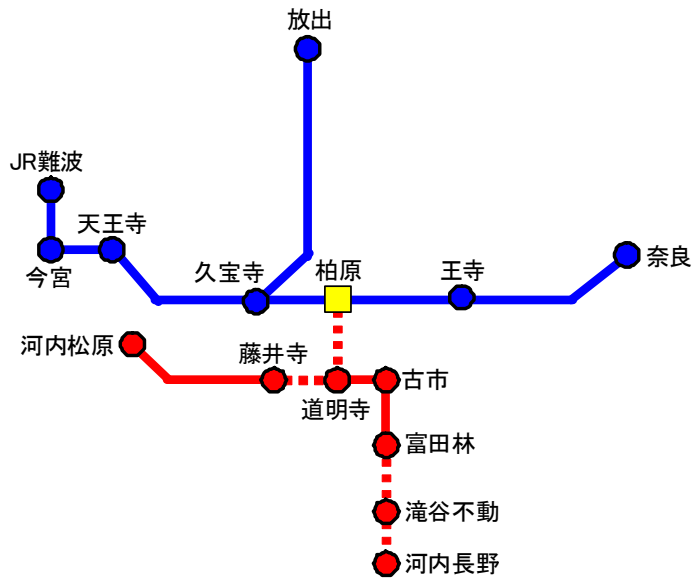 放出
JR難波
天王寺
今宮
久宝寺
柏原
王寺
奈良
河内松原
藤井寺
道明寺
古市
富田林
滝谷不動
河内長野